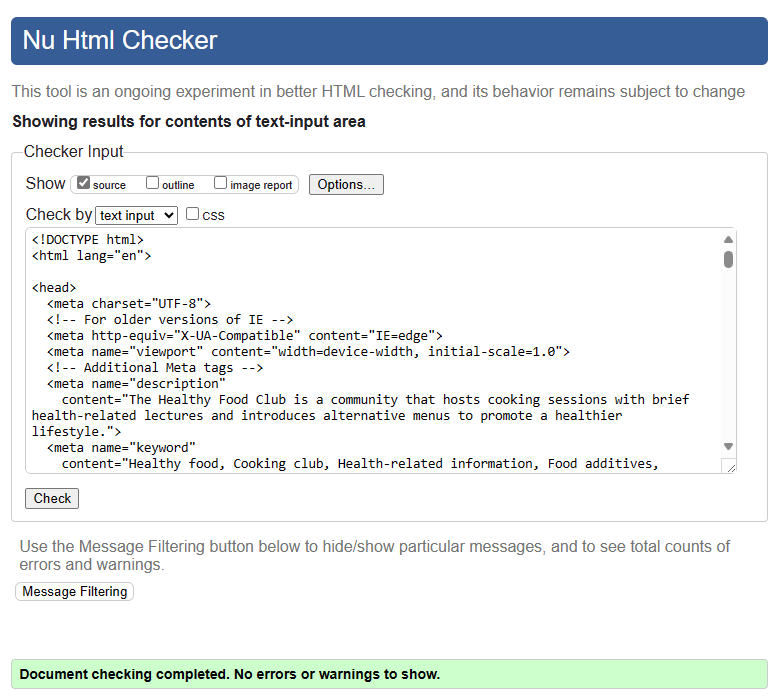 Nu Html Checker
This tool is an ongoing experiment in better HTML checking, and its behavior remains subject to change
Showing results for contents of text-input area
Checker Input
Show source outline image report Options...
Check by text input CSS
<!DOCTYPE html>
<html lang="en">
<head>
<meta charset="UTF-8">
<!-- For older versions of IE -->
<meta http-equiv="X-UA-Compatible" content="IE=edge">
<meta name="viewport" content="width=device-width, initial-scale=1.0">
<!-- Additional Meta tags -->
<meta name="description"
content="The Healthy Food Club is a community that hosts cooking sessions with brief
health-related lectures and introduces alternative menus to promote a healthier
lifestyle.">
<meta name="keyword"
content="Healthy food, Cooking club, Health-related information, Food additives,
Check
Use the Message Filtering button below to hide/show particular messages, and to see total counts of
errors and warnings.
Message Filtering
Document checking completed. No errors or warnings to show.